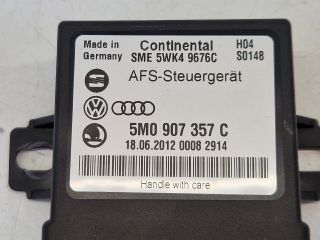 Made in Continental H04
Germany SME 5WK4 9676C S0148
AFS-Steuergerät
5M0 907 357 C
18.06.2012 0008 2914
Handle with care